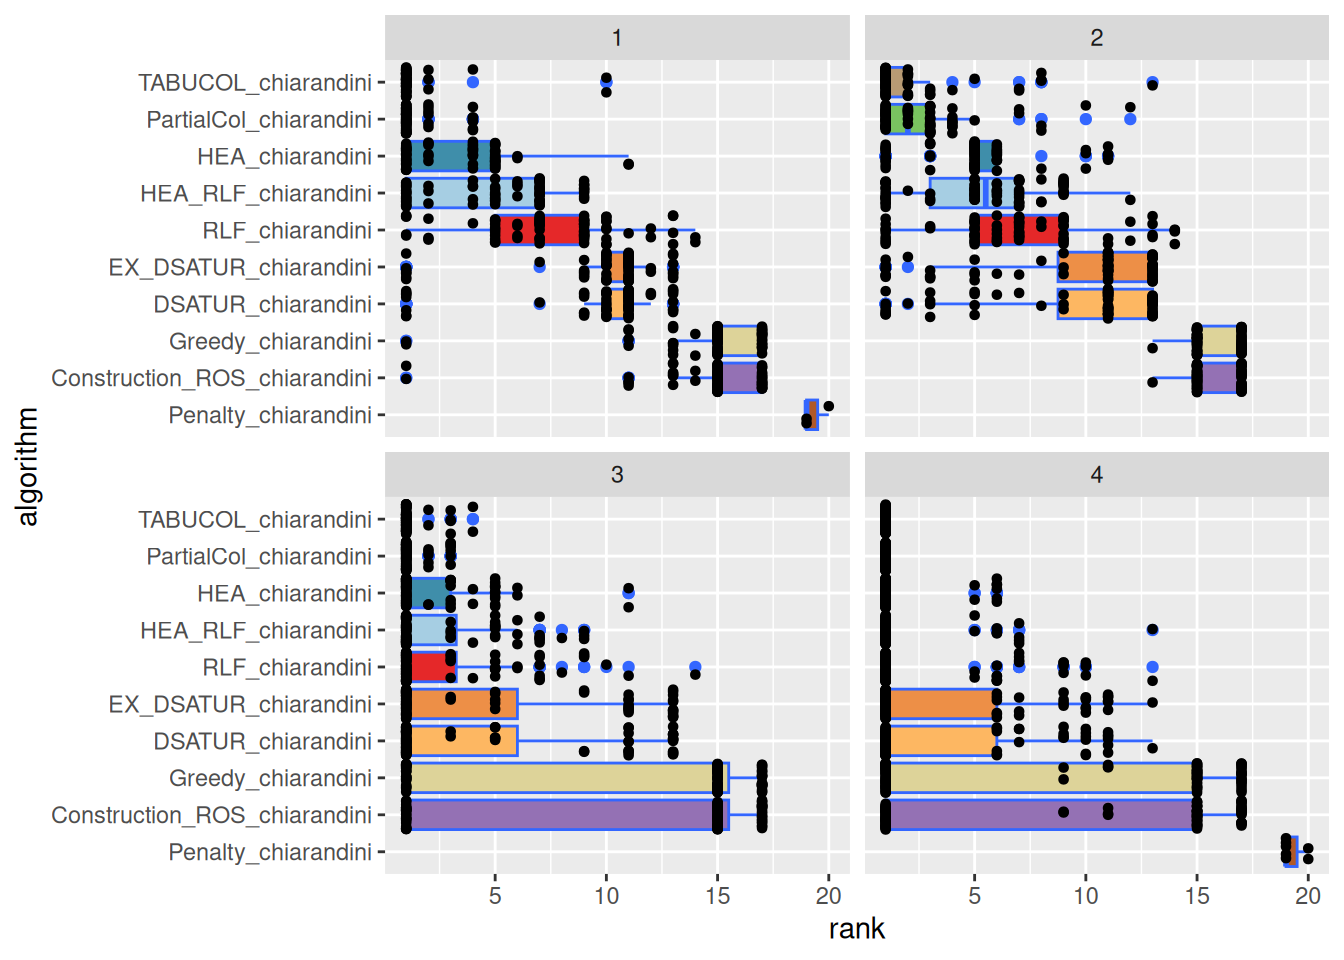 1
2
TABUCOL_chiarandini
PartialCol_chiarandini
HEA_chiarandini
HEA_RLF_chiarandini
RLF_chiarandini
EX_DSATUR_chiarandini
DSATUR_chiarandini
Greedy_chiarandini
Construction_ROS_chiarandini
Penalty_chiarandini
algorithm
3
4
TABUCOL_chiarandini
PartialCol_chiarandini
HEA_chiarandini
HEA_RLF_chiarandini
RLF_chiarandini
EX_DSATUR_chiarandini
DSATUR_chiarandini
Greedy_chiarandini
Construction_ROS_chiarandini
Penalty_chiarandini
5 10 15 20 5 10 15 20
rank